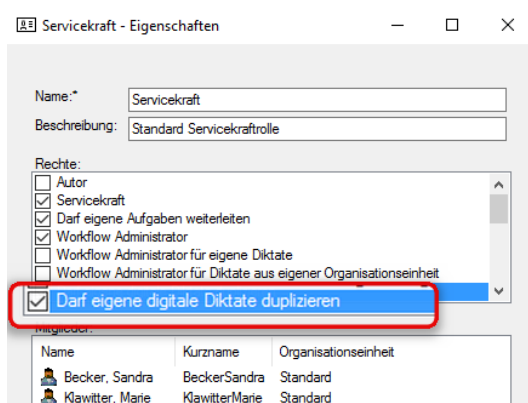 Servicekraft - Eigenschaften
Name:* Servicekraft
Beschreibung: Standard Servicekraftrolle
Rechte:
Autor
Servicekraft
Darf eigene Aufgaben weiterleiten
Workflow Administrator
Workflow Administrator für eigene Diktate
Workflow Administrator für Diktate aus eigener Organisationseinheit
Darf eigene digitale Diktate duplizieren
Mitglieder:
Name Kurzname Organisationseinheit
Becker, Sandra BeckerSandra Standard
Klawitter, Marie KlawitterMarie Standard